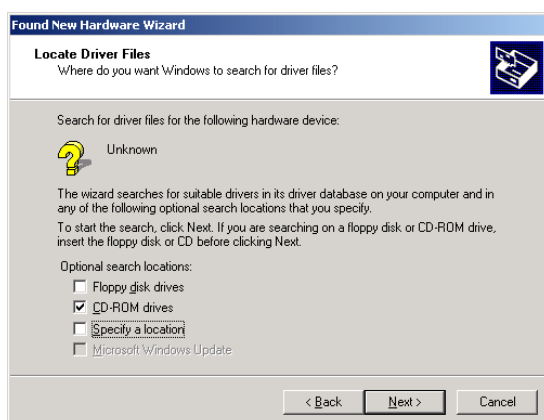 Found New Hardware Wizard
Locate Driver Files
Where do you want Windows to search for driver files?
Search for driver files for the following hardware device:
Unknown
The wizard searches for suitable drivers in its driver database on your computer and in
any of the following optional search locations that you specify.
To start the search, click Next. If you are searching on a floppy disk or CD-ROM drive,
insert the floppy disk or CD before clicking Next.
Optional search locations:
Floppy disk drives
CD-ROM drives
Specify a location
Microsoft Windows Update
< Back Next > Cancel